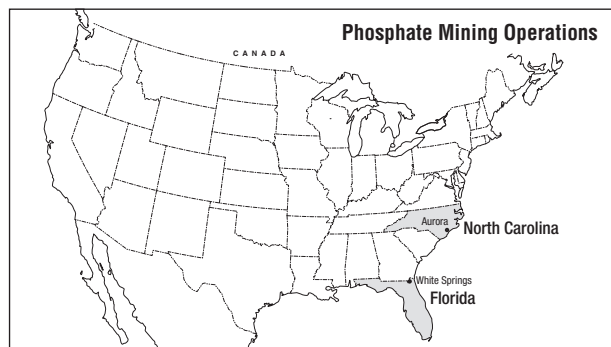 Phosphate Mining Operations
CANADA
Aurora
North Carolina
White Springs
Florida